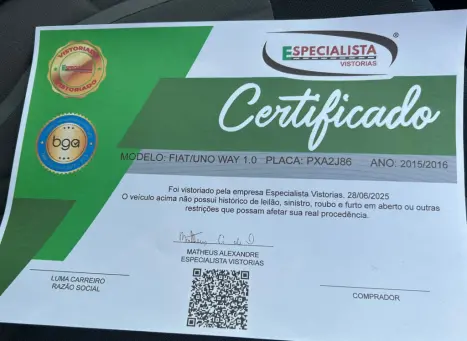 ESPECIALISTA
VISTORIAS
VISTORIADO
ESPECIALISTA
VISTORIADO
Certificado
bga
MODELO: FIAT/UNO WAY 1.0 PLACA: PXA2J86 ANO: 2015/2016
Foi vistoriado pela empresa Especialista Vistorias, 28/06/2025
O veículo acima não possui histórico de leilão, sinistro, roubo e furto em aberto ou outras
restrições que possam afetar sua real procedência.
MATHEUS ALEXANDRE
ESPECIALISTA VISTORIAS
LUMA CARREIRO
RAZÃO SOCIAL
COMPRADOR